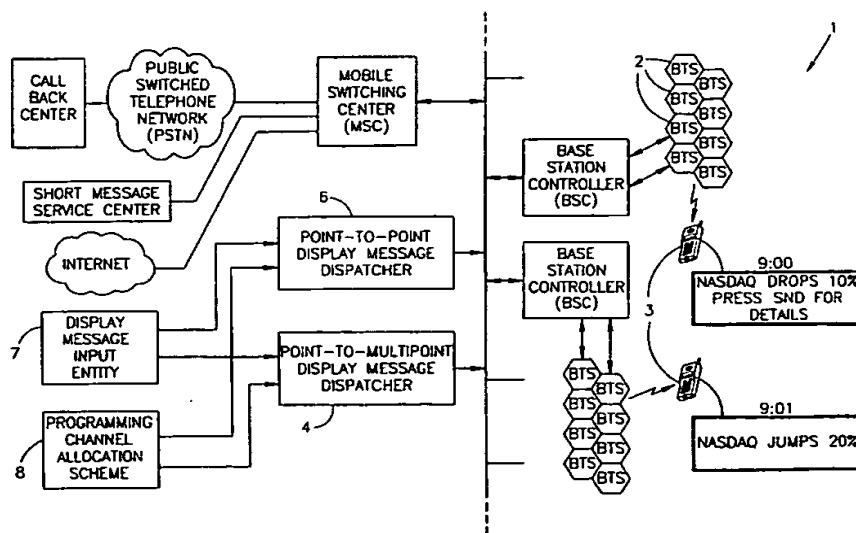 1
CALL
BACK
CENTER
PUBLIC
SWITCHED
TELEPHONE
NETWORK
(PSTN)
MOBILE
SWITCHING
CENTER
(MSC)
2
BTS
BTS
BTS
BTS
BTS
BTS
BTS
BTS
SHORT MESSAGE
SERVICE CENTER
BASE
STATION
CONTROLLER
(BSC)
INTERNET
6
POINT-TO-POINT
DISPLAY MESSAGE
DISPATCHER
BASE
STATION
CONTROLLER
(BSC)
3
9:00
NASDAQ DROPS 10%
PRESS SND FOR
DETAILS
7
DISPLAY
MESSAGE
INPUT
ENTITY
POINT-TO-MULTIPOINT
DISPLAY MESSAGE
DISPATCHER
4
8
PROGRAMMING
CHANNEL
ALLOCATION
SCHEME
BTS
BTS
BTS
BTS
BTS
BTS
BTS
BTS
9:01
NASDAQ JUMPS 20%